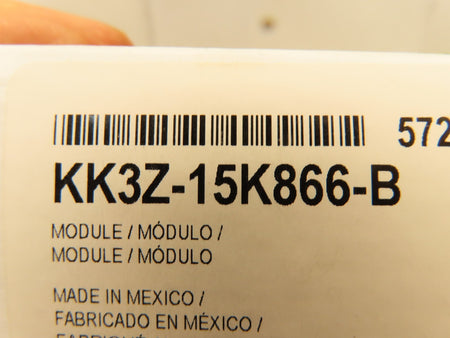 572
KK3Z-15K866-B
MODULE / MÓDULO /
MODULE / MÓDULO
MADE IN MEXICO /
FABRICADO EN MÉXICO /